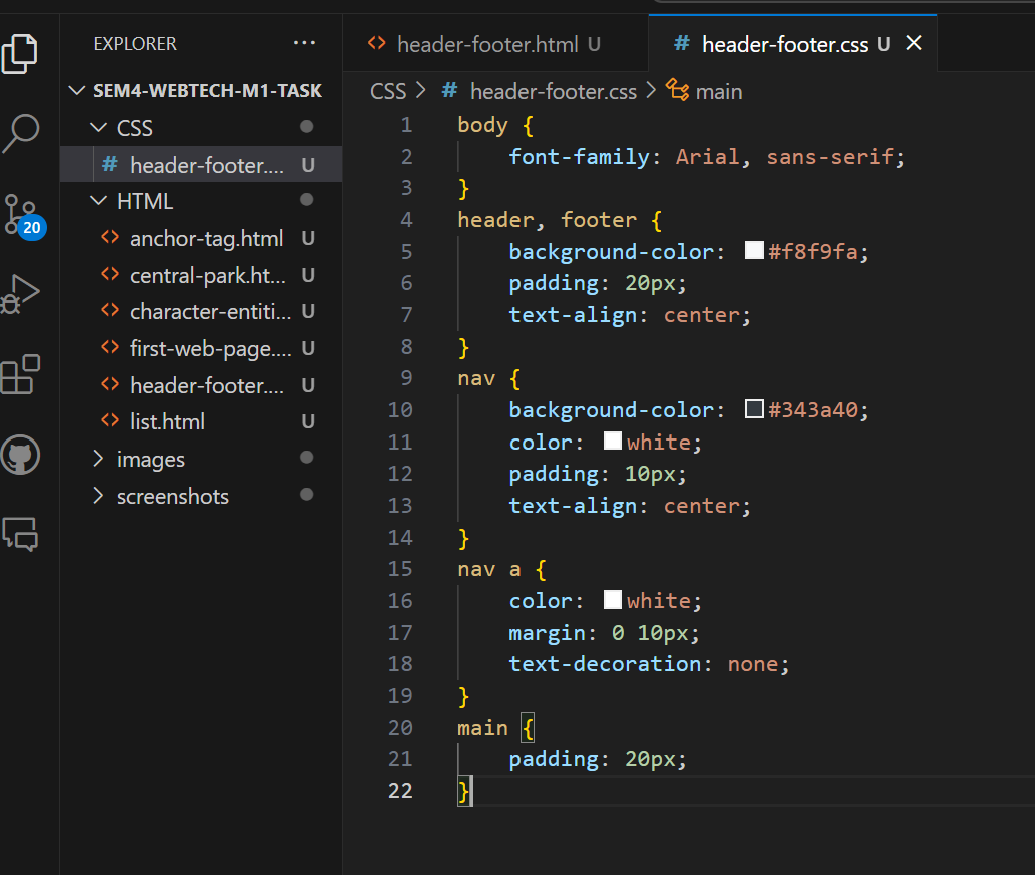 EXPLORER ...
SEM4-WEBTECH-M1-TASK
CSS
# header-footer.... U
HTML
<> anchor-tag.html U
<> central-park.ht... U
<> character-entiti... U
<> first-web-page.... U
<> header-footer.... U
<> list.html U
images
screenshots
20
<> header-footer.html U
# header-footer.css U
CSS > # header-footer.css > main
1 body {
2 font-family: Arial, sans-serif;
3 }
4 header, footer {
5 background-color: #f8f9fa;
6 padding: 20px;
7 text-align: center;
8 }
9 nav {
10 background-color: #343a40;
11 color: white;
12 padding: 10px;
13 text-align: center;
14 }
15 nav a {
16 color: white;
17 margin: 0 10px;
18 text-decoration: none;
19 }
20 main {
21 padding: 20px;
22 }